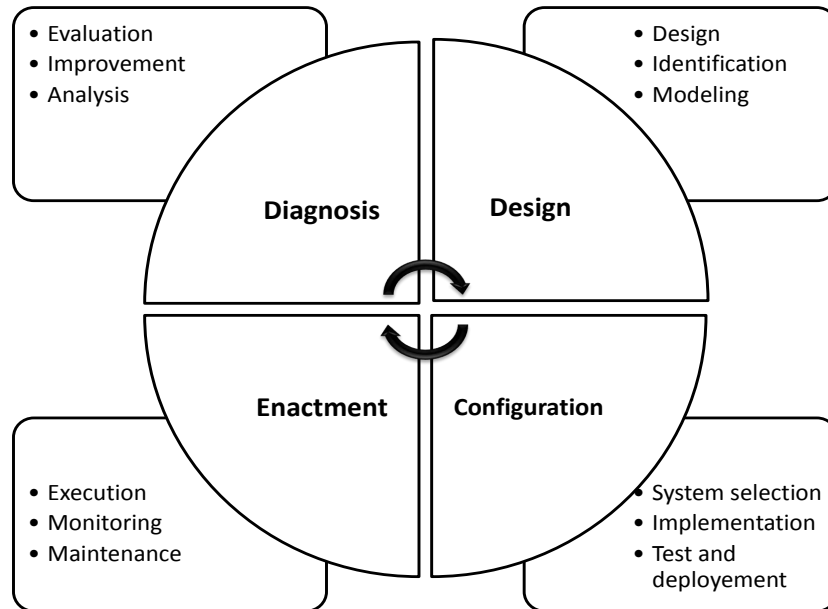 • Evaluation
• Improvement
• Analysis
• Design
• Identification
• Modeling
Diagnosis
Design
Enactment
Configuration
• Execution
• Monitoring
• Maintenance
• System selection
• Implementation
• Test and
deployement